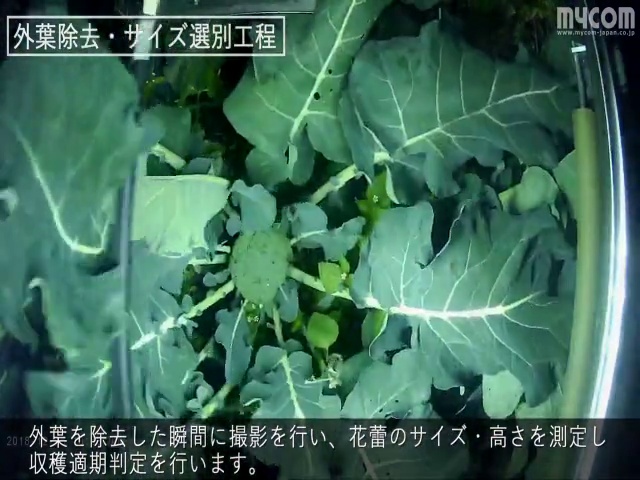 外葉除去・サイズ選別工程
mycom
www.mycom-japan.co.jp
2018
外葉を除去した瞬間に撮影を行い、花蕾のサイズ・高さを測定し
収穫適期判定を行います。